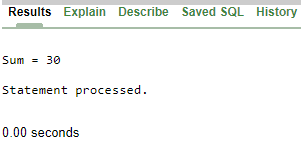 Results Explain Describe Saved SQL History
Sum = 30
Statement processed.
0.00 seconds